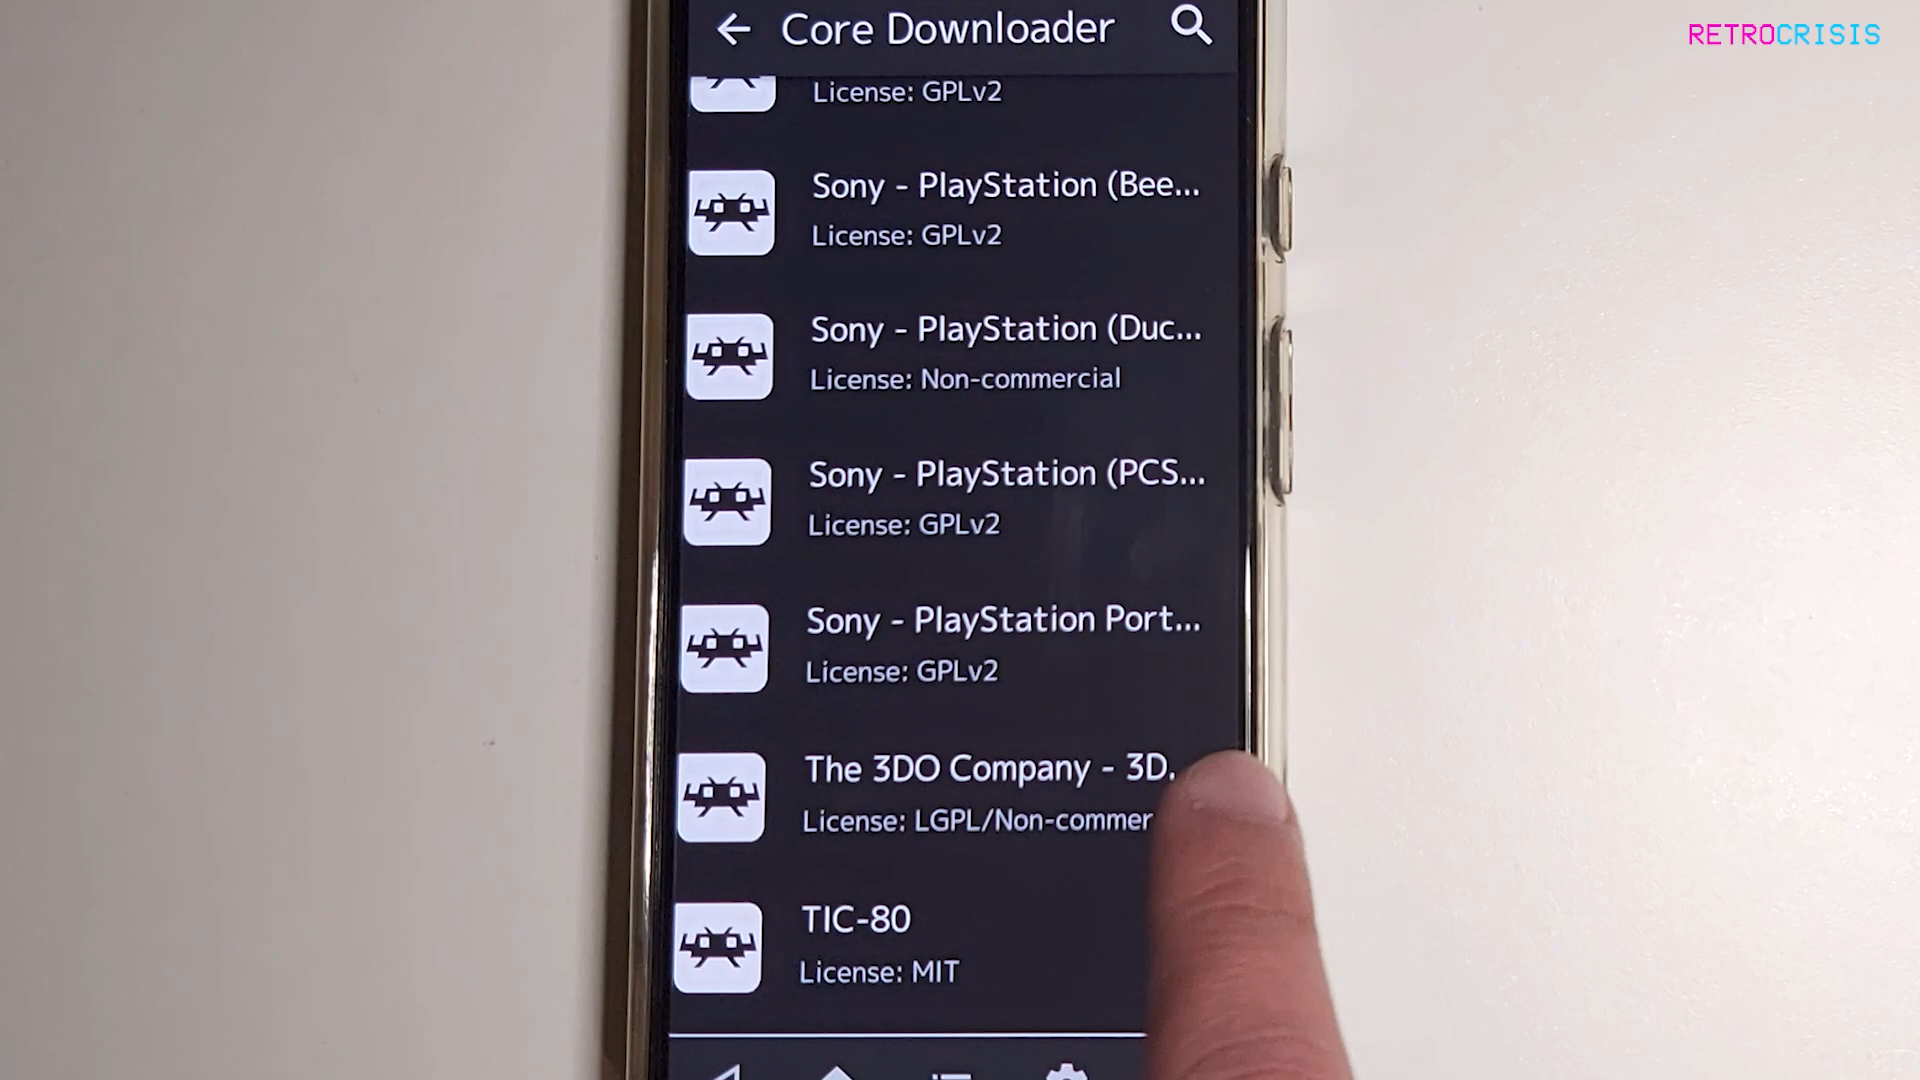 Core Downloader
RETROCRISIS
License: GPLv2
Sony - PlayStation (Bee...
License: GPLv2
Sony - PlayStation (Duc...
License: Non-commercial
Sony - PlayStation (PCS...
License: GPLv2
Sony - PlayStation Port...
License: GPLv2
The 3DO Company - 3D.
License: LGPL/Non-commer
TIC-80
License: MIT